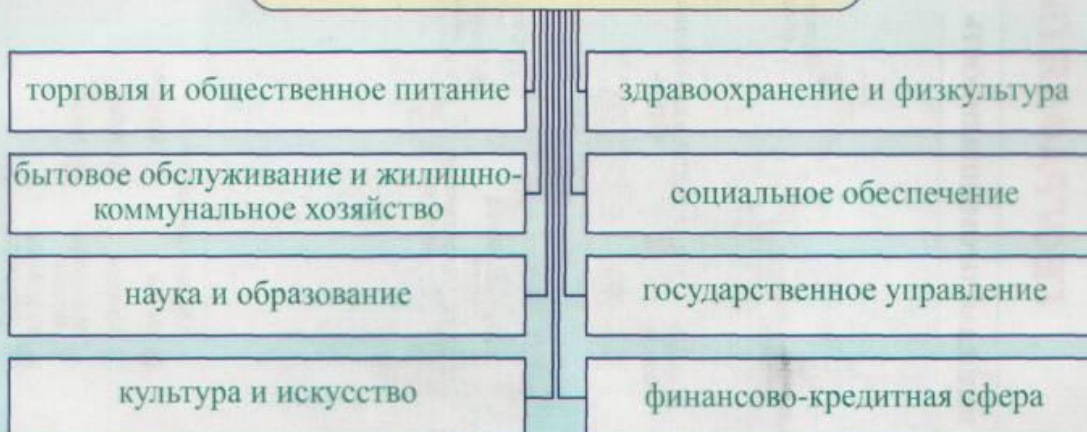 торговля и общественное питание
бытовое обслуживание и жилищно-
коммунальное хозяйство
наука и образование
культура и искусство
здравоохранение и физкультура
социальное обеспечение
государственное управление
финансово-кредитная сфера